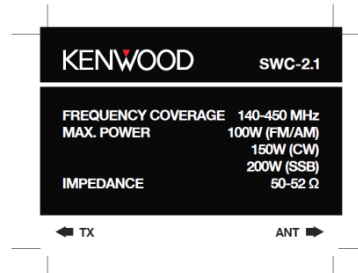 KENWOOD SWC-2.1
FREQUENCY COVERAGE 140-450 MHz
MAX. POWER 100W (FM/AM)
150W (CW)
200W (SSB)
IMPEDANCE 50-52 Ω
TX ANT